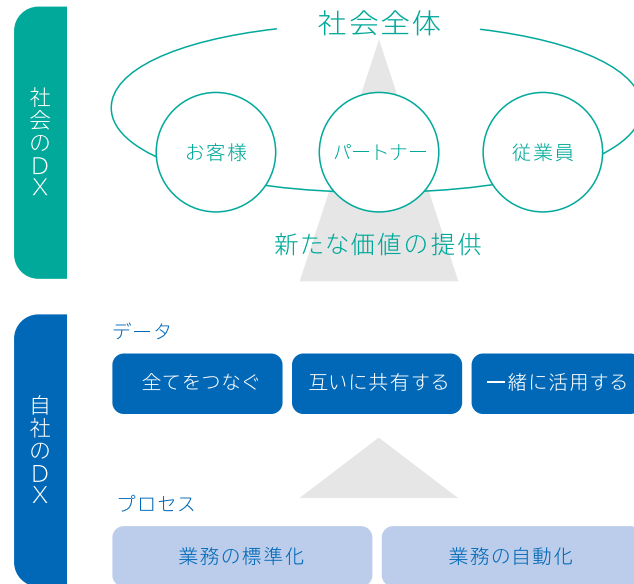 社会のDX
社会全体
お客様
パートナー
従業員
新たな価値の提供
自社のDX
データ
全てをつなぐ
互いに共有する
一緒に活用する
プロセス
業務の標準化
業務の自動化